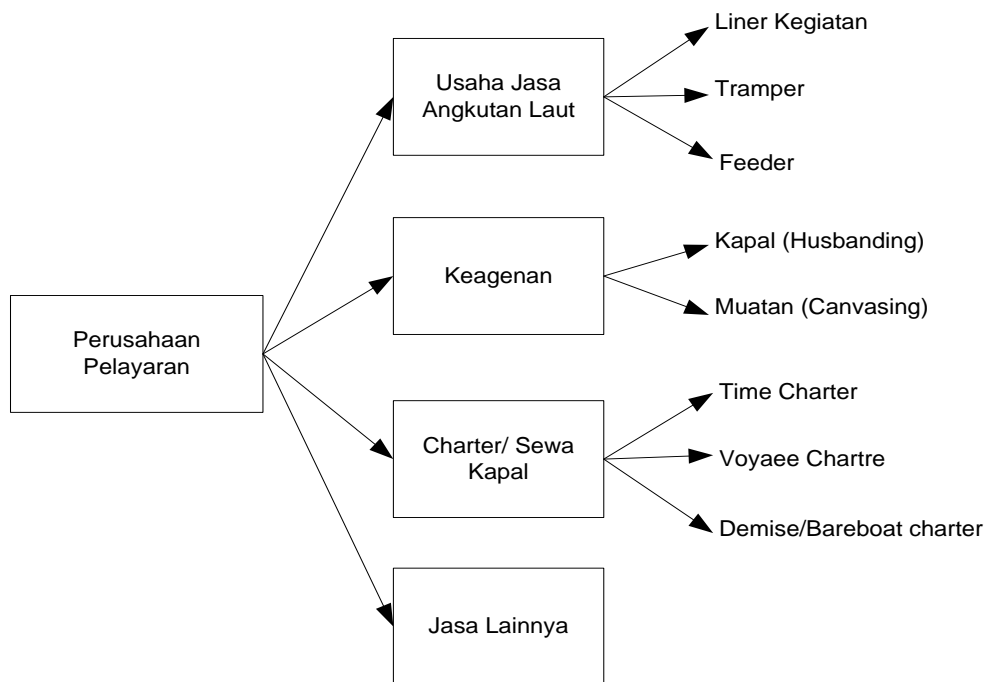 Perusahaan
Pelayaran
Usaha Jasa
Angkutan Laut
Liner Kegiatan
Tramper
Feeder
Keagenan
Kapal (Husbanding)
Muatan (Canvasing)
Charter/ Sewa
Kapal
Time Charter
Voyaee Chartre
Demise/Bareboat charter
Jasa Lainnya